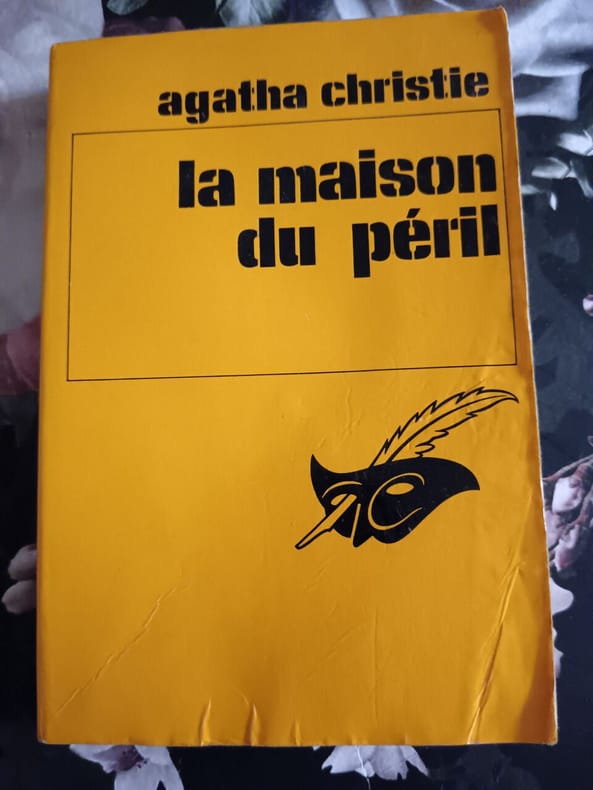 agatha christie
la maison
du péril